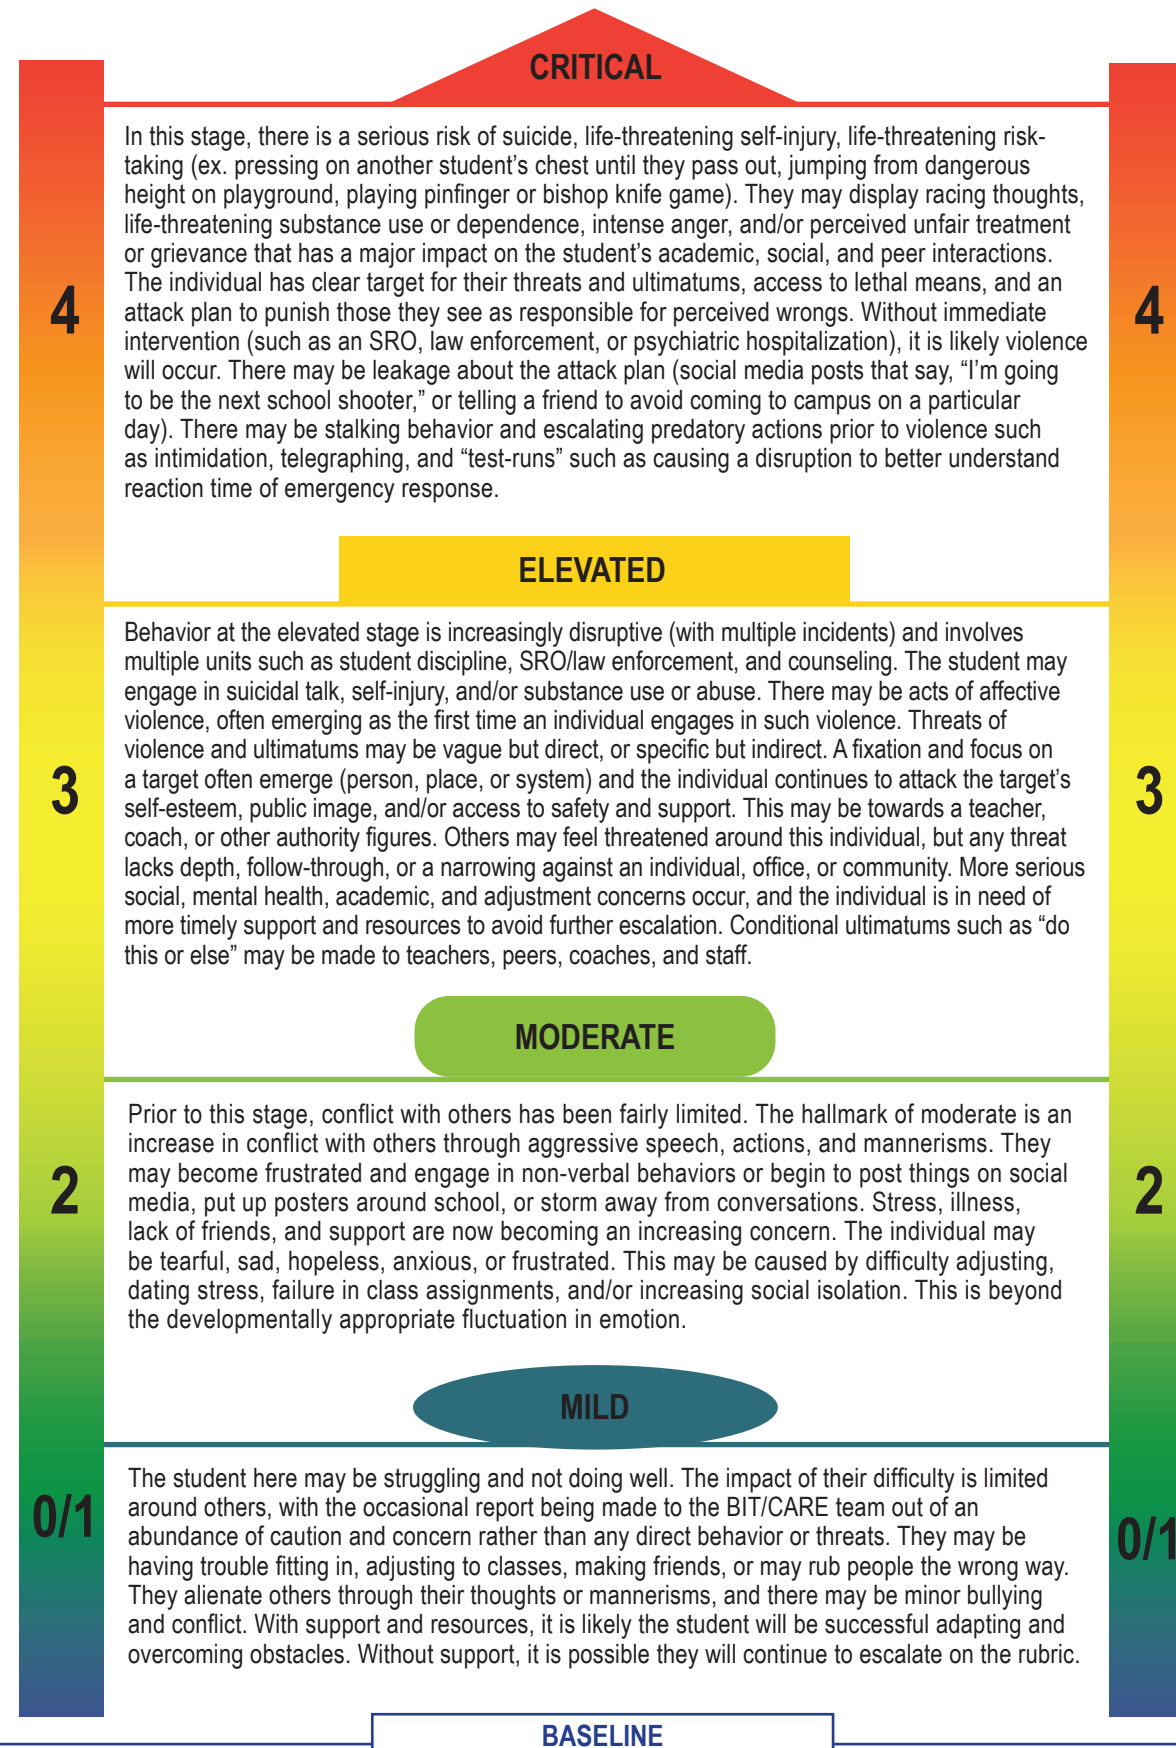 CRITICAL
In this stage, there is a serious risk of suicide, life-threatening self-injury, life-threatening risk-
taking (ex. pressing on another student’s chest until they pass out, jumping from dangerous
height on playground, playing pinfinger or bishop knife game). They may display racing thoughts,
life-threatening substance use or dependence, intense anger, and/or perceived unfair treatment
or grievance that has a major impact on the student’s academic, social, and peer interactions.
The individual has clear target for their threats and ultimatums, access to lethal means, and an
attack plan to punish those they see as responsible for perceived wrongs. Without immediate
intervention (such as an SRO, law enforcement, or psychiatric hospitalization), it is likely violence
will occur. There may be leakage about the attack plan (social media posts that say, “I’m going
to be the next school shooter,” or telling a friend to avoid coming to campus on a particular
day). There may be stalking behavior and escalating predatory actions prior to violence such
as intimidation, telegraphing, and “test-runs” such as causing a disruption to better understand
reaction time of emergency response.
4
4
ELEVATED
Behavior at the elevated stage is increasingly disruptive (with multiple incidents) and involves
multiple units such as student discipline, SRO/law enforcement, and counseling. The student may
engage in suicidal talk, self-injury, and/or substance use or abuse. There may be acts of affective
violence, often emerging as the first time an individual engages in such violence. Threats of
violence and ultimatums may be vague but direct, or specific but indirect. A fixation and focus on
a target often emerge (person, place, or system) and the individual continues to attack the target’s
self-esteem, public image, and/or access to safety and support. This may be towards a teacher,
coach, or other authority figures. Others may feel threatened around this individual, but any threat
lacks depth, follow-through, or a narrowing against an individual, office, or community. More serious
social, mental health, academic, and adjustment concerns occur, and the individual is in need of
more timely support and resources to avoid further escalation. Conditional ultimatums such as “do
this or else” may be made to teachers, peers, coaches, and staff.
3
3
MODERATE
Prior to this stage, conflict with others has been fairly limited. The hallmark of moderate is an
increase in conflict with others through aggressive speech, actions, and mannerisms. They
may become frustrated and engage in non-verbal behaviors or begin to post things on social
media, put up posters around school, or storm away from conversations. Stress, illness,
lack of friends, and support are now becoming an increasing concern. The individual may
be tearful, sad, hopeless, anxious, or frustrated. This may be caused by difficulty adjusting,
dating stress, failure in class assignments, and/or increasing social isolation. This is beyond
the developmentally appropriate fluctuation in emotion.
2
2
MILD
The student here may be struggling and not doing well. The impact of their difficulty is limited
around others, with the occasional report being made to the BIT/CARE team out of an
abundance of caution and concern rather than any direct behavior or threats. They may be
having trouble fitting in, adjusting to classes, making friends, or may rub people the wrong way.
They alienate others through their thoughts or mannerisms, and there may be minor bullying
and conflict. With support and resources, it is likely the student will be successful adapting and
overcoming obstacles. Without support, it is possible they will continue to escalate on the rubric.
0/1
0/1
BASELINE